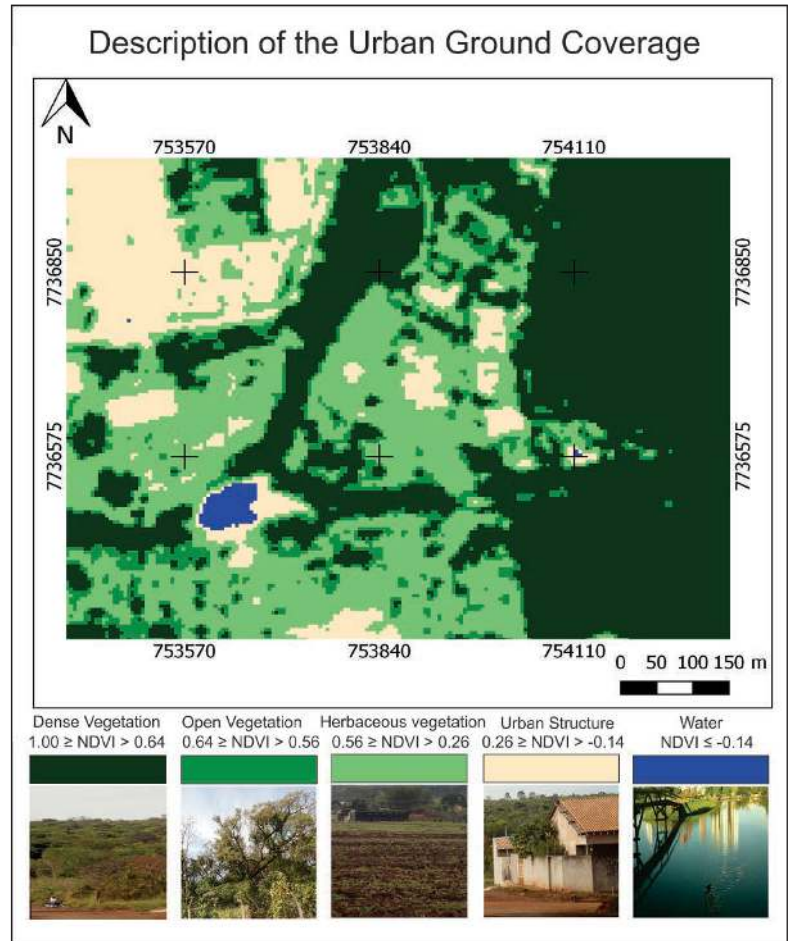 Description of the Urban Ground Coverage
N
753570 753840 754110
7736850 7736850
7736575 7736575
753570 753840 754110
0 50 100 150 m
Dense Vegetation Open Vegetation Herbaceous vegetation Urban Structure Water
1.00 ≥ NDVI > 0.64 0.64 ≥ NDVI > 0.56 0.56 ≥ NDVI > 0.26 0.26 ≥ NDVI > -0.14 NDVI ≤ -0.14